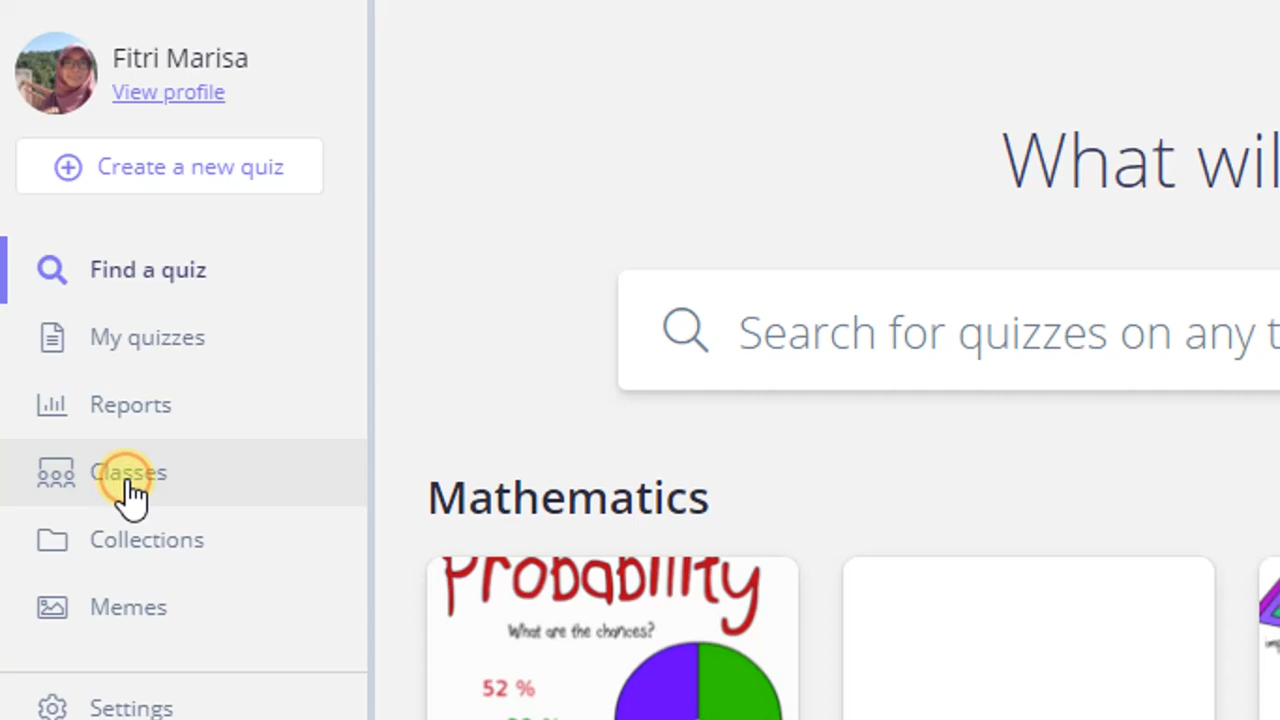 Fitri Marisa
View profile
Create a new quiz
Find a quiz
My quizzes
Reports
Classes
Collections
Memes
Settings
What wil
Search for quizzes on any t
Mathematics
Probability
What are the chances?
52 %